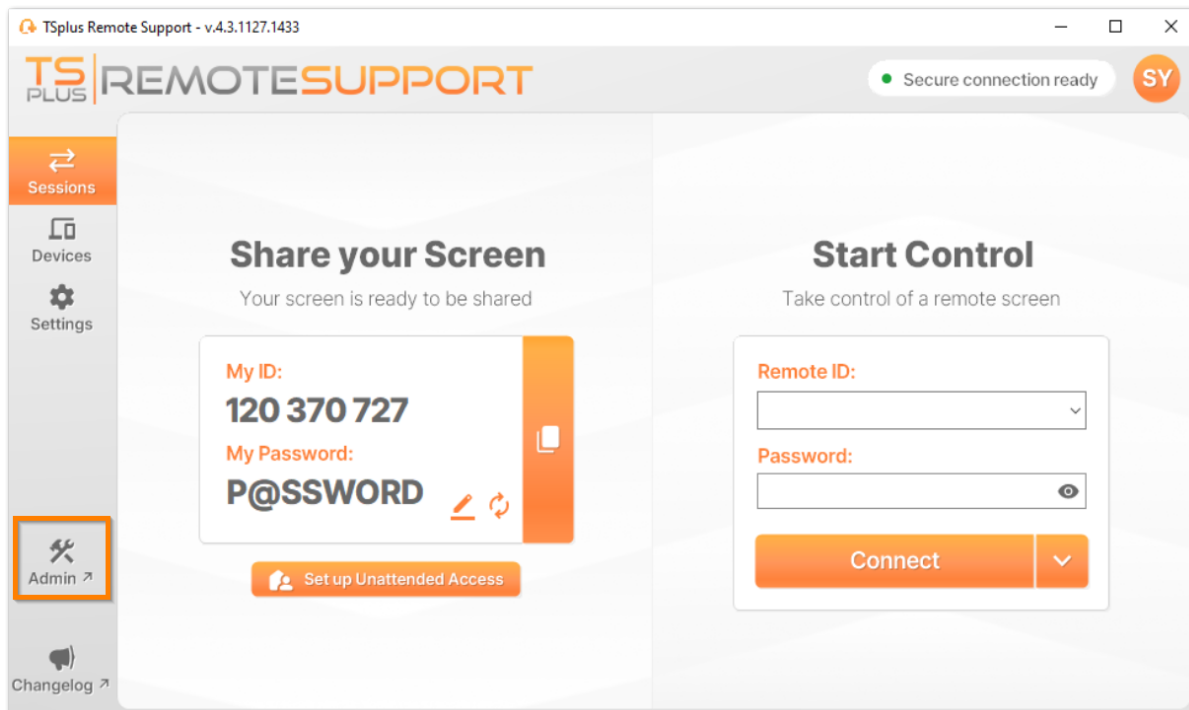 TSplus Remote Support - v.4.3.1127.1433
TS PLUS REMOTESUPPORT
Secure connection ready
SY
Sessions
Devices
Settings
Admin
Changelog
Share your Screen
Your screen is ready to be shared
My ID:
120 370 727
My Password:
P@SSWORD
Set up Unattended Access
Start Control
Take control of a remote screen
Remote ID:
Password:
Connect